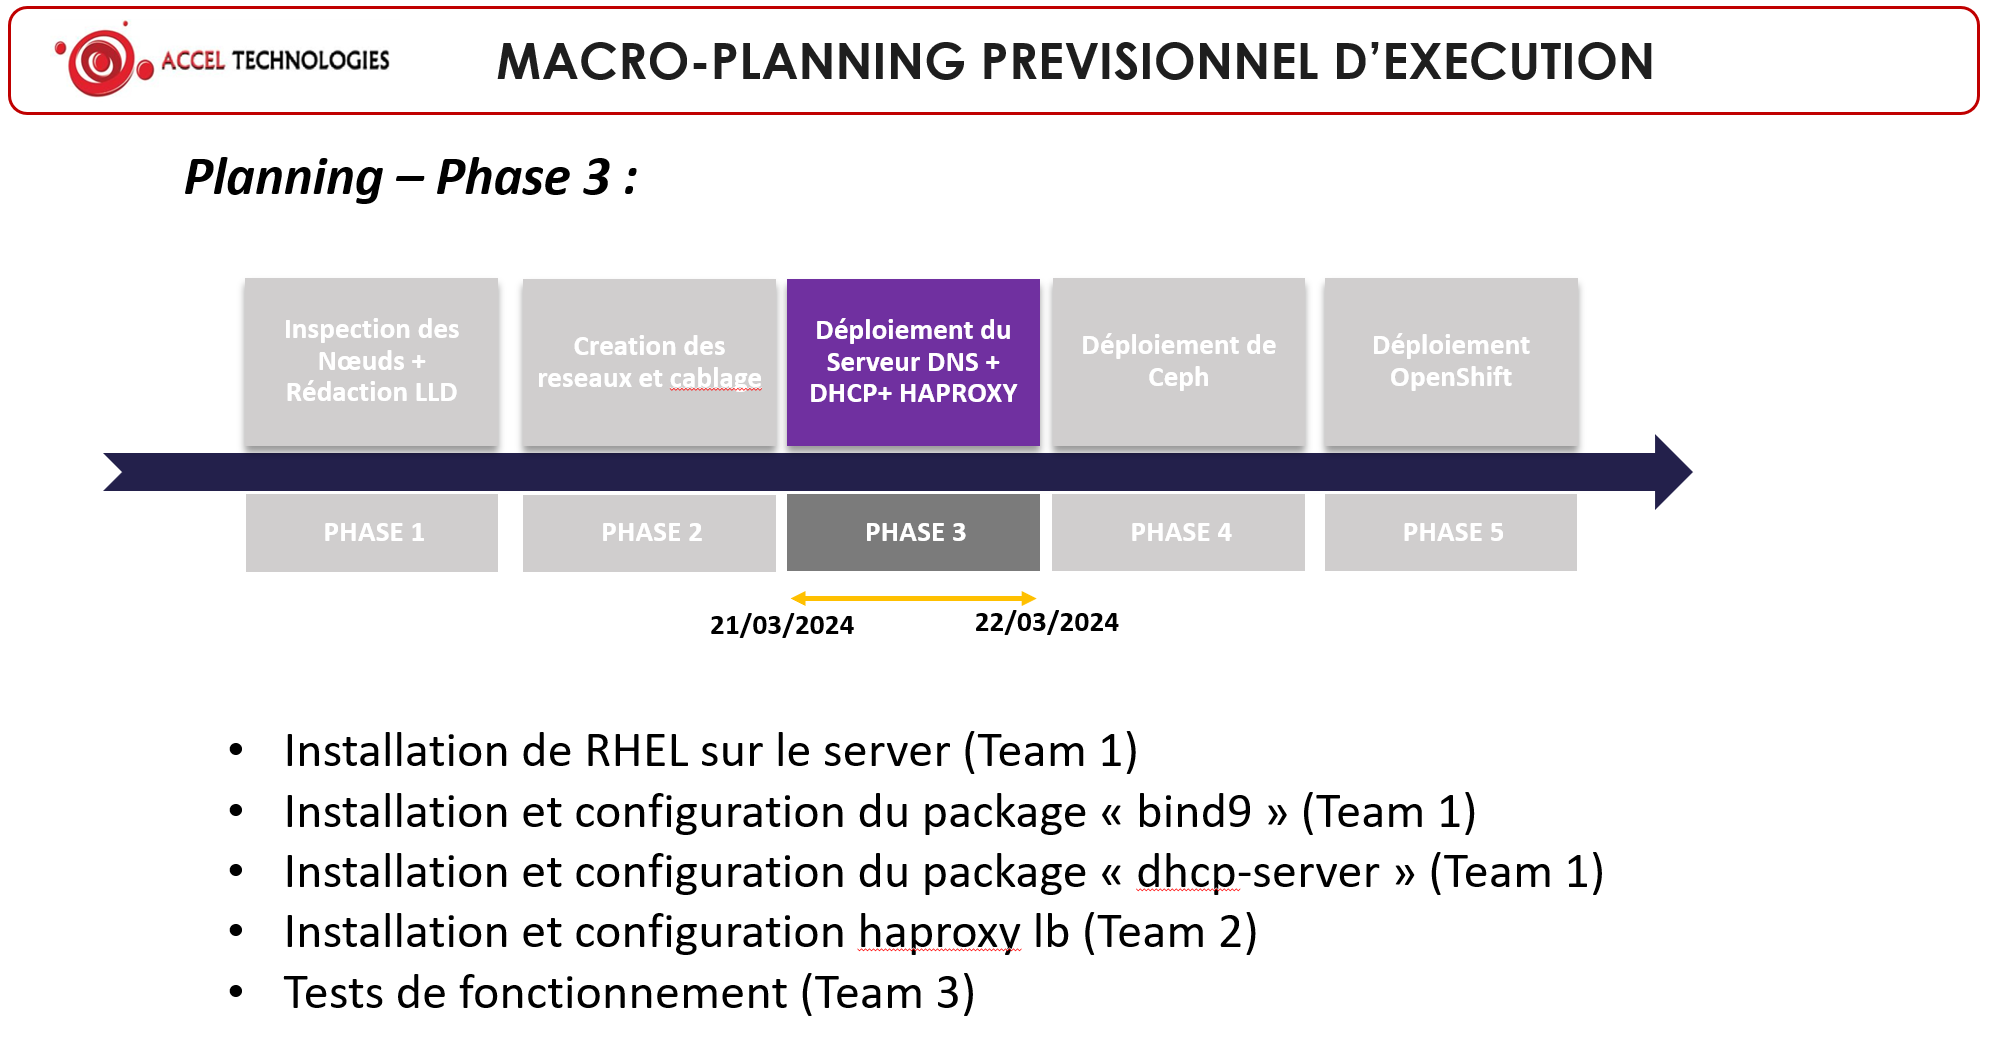 ACCEL TECHNOLOGIES
MACRO-PLANNING PREVISIONNEL D’EXECUTION
Planning – Phase 3 :
Inspection des
Nœuds +
Rédaction LLD
Creation des
reseaux et cablage
Déploiement du
Serveur DNS +
DHCP+ HAPROXY
Déploiement de
Ceph
Déploiement
OpenShift
PHASE 1
PHASE 2
PHASE 3
PHASE 4
PHASE 5
21/03/2024
22/03/2024
• Installation de RHEL sur le server (Team 1)
• Installation et configuration du package « bind9 » (Team 1)
• Installation et configuration du package « dhcp-server » (Team 1)
• Installation et configuration haproxy lb (Team 2)
• Tests de fonctionnement (Team 3)